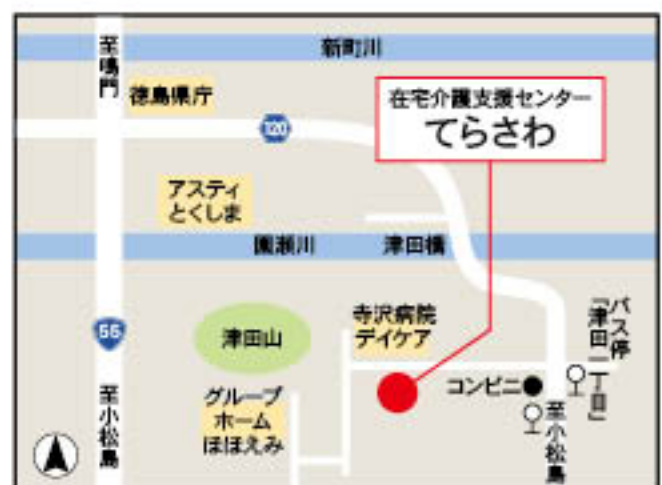 至鳴門
新町川
徳島県庁
120
在宅介護支援センター
てらさわ
アスティ
とくしま
園瀬川
津田橋
55
津田山
寺沢病院
デイケア
バス停
「津田一丁目」
コンビニ
グループ
ホーム
ほほえみ
至小松島
至小松島